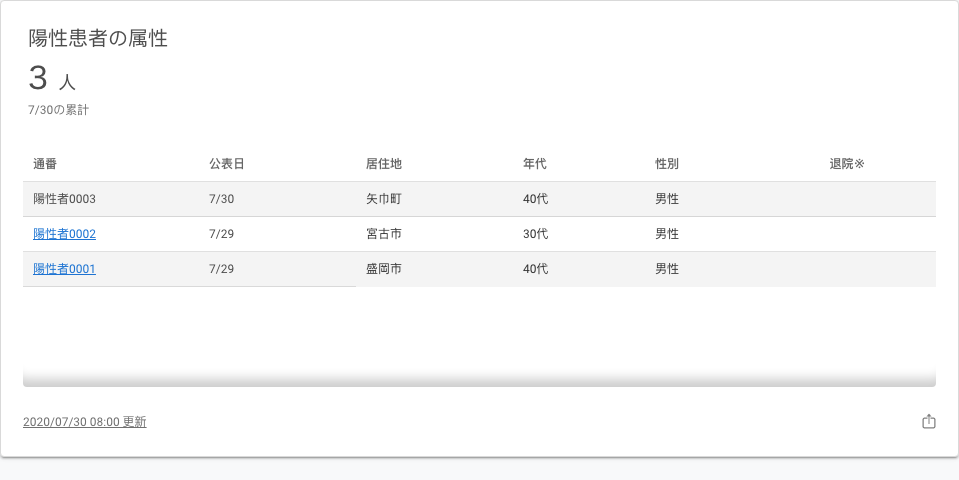 陽性患者の属性
3 人
7/30の累計
通番 公表日 居住地 年代 性別 退院※
陽性者0003 7/30 矢巾町 40代 男性
陽性者0002 7/29 宮古市 30代 男性
陽性者0001 7/29 盛岡市 40代 男性
2020/07/30 08:00 更新